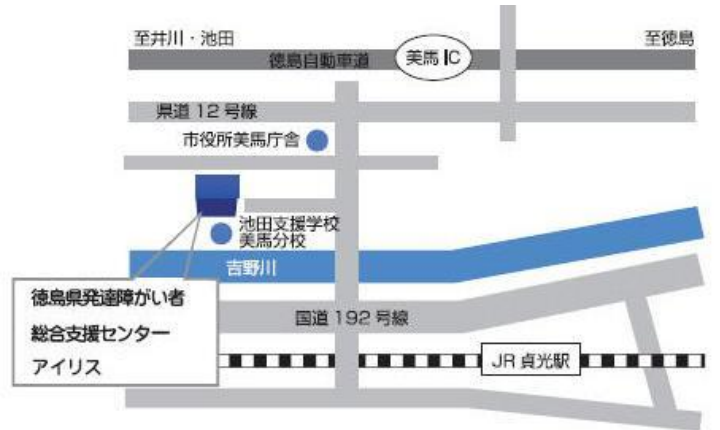 至井川・池田
至徳島
徳島自動車道
美馬IC
県道12号線
市役所美馬庁舎
池田支援学校
美馬分校
吉野川
徳島県発達障がい者
総合支援センター
アイリス
国道192号線
JR貞光駅